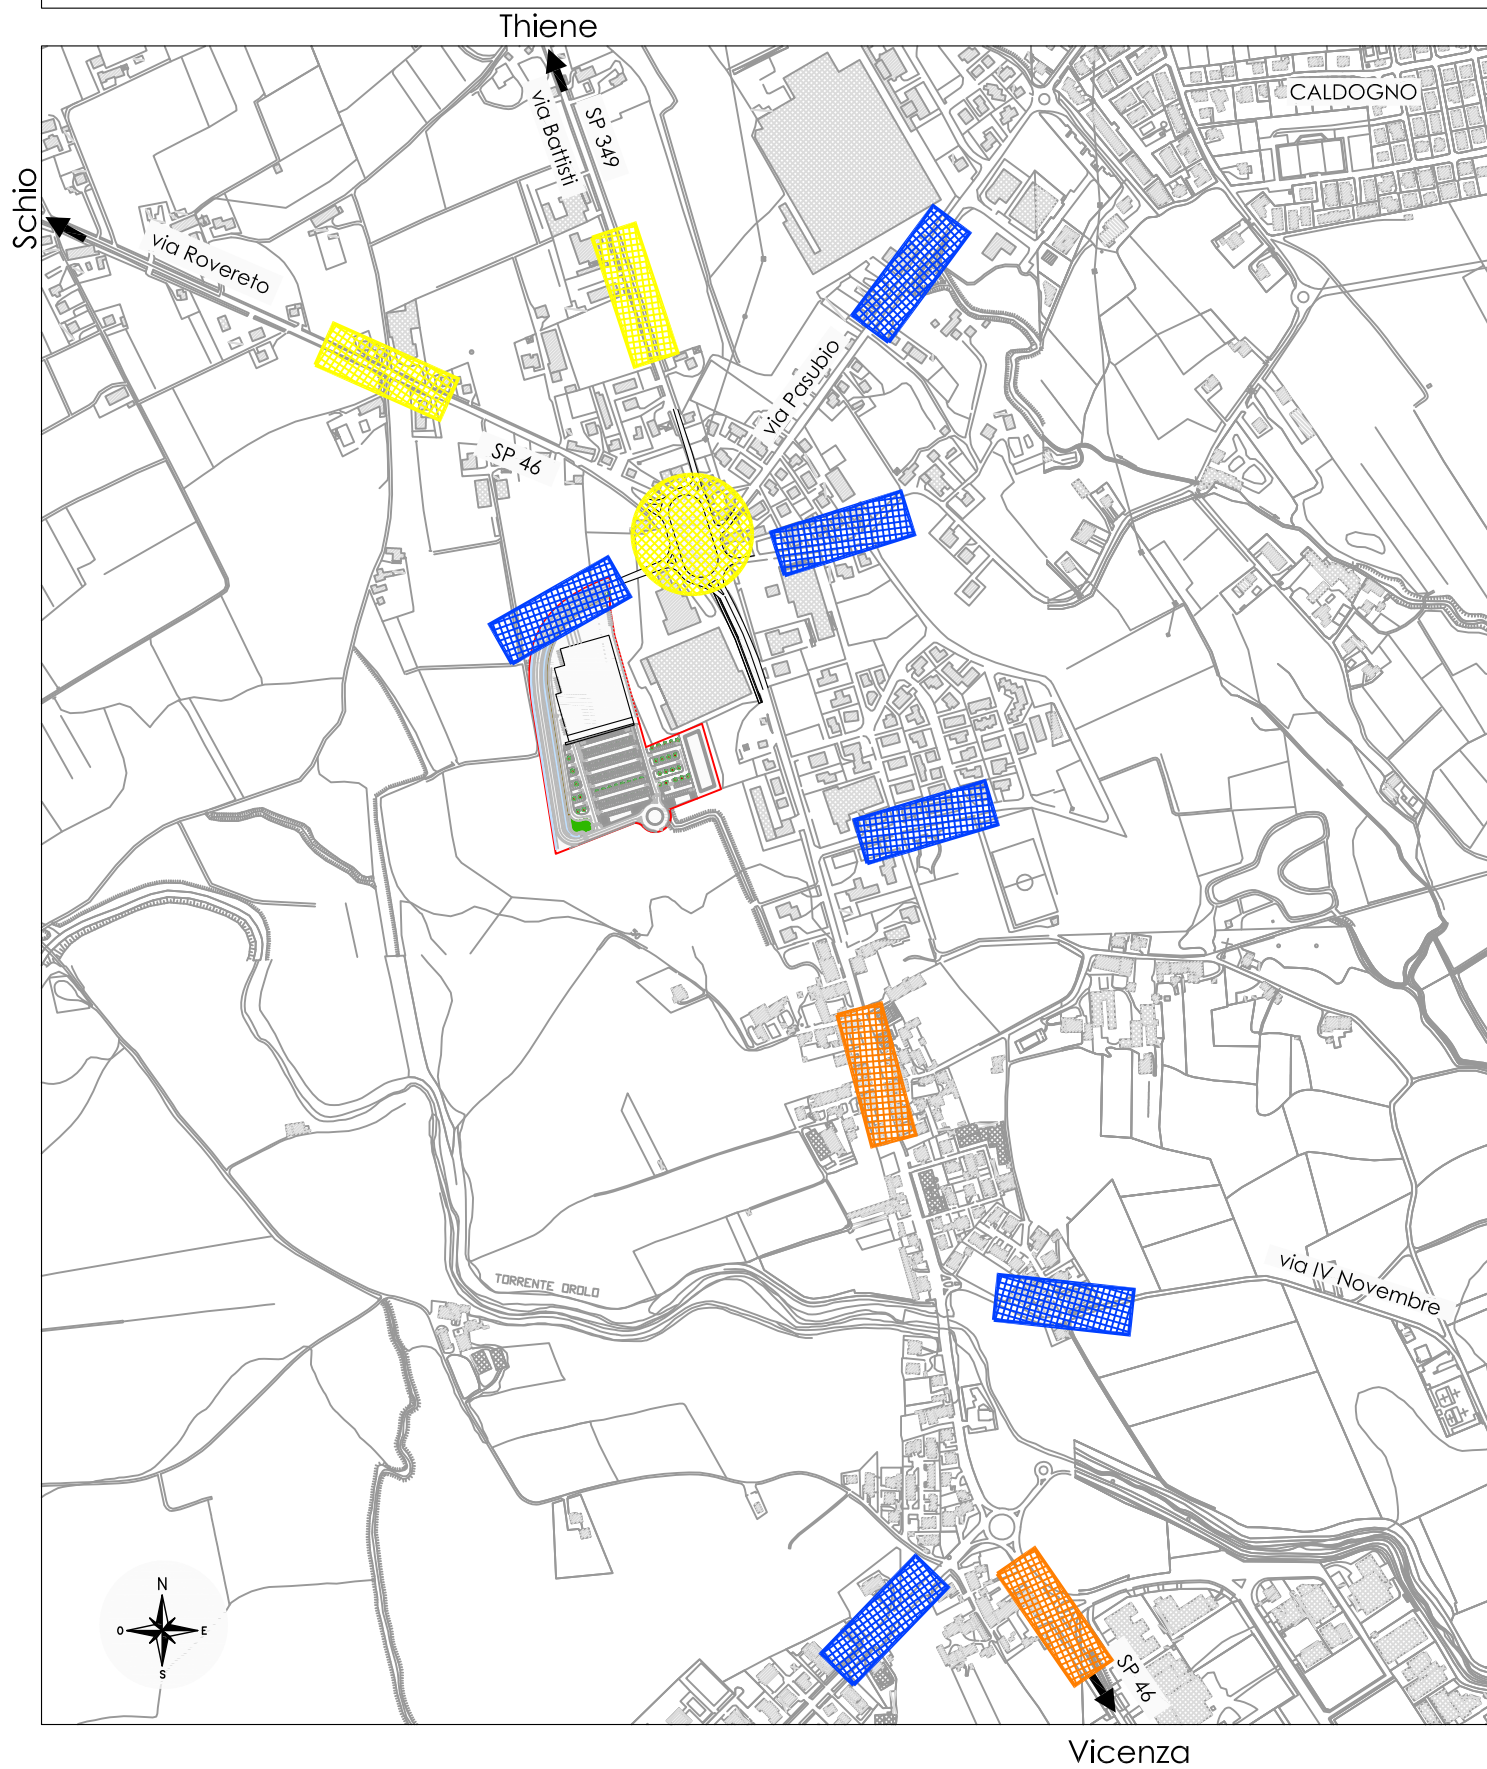 Thiene
CALDOGNO
via Battisti
SP 349
Schio
via Rovereto
via Pasubio
SP 46
via IV Novembre
TORRENTE OROLO
N
O
E
S
SP 46
Vicenza